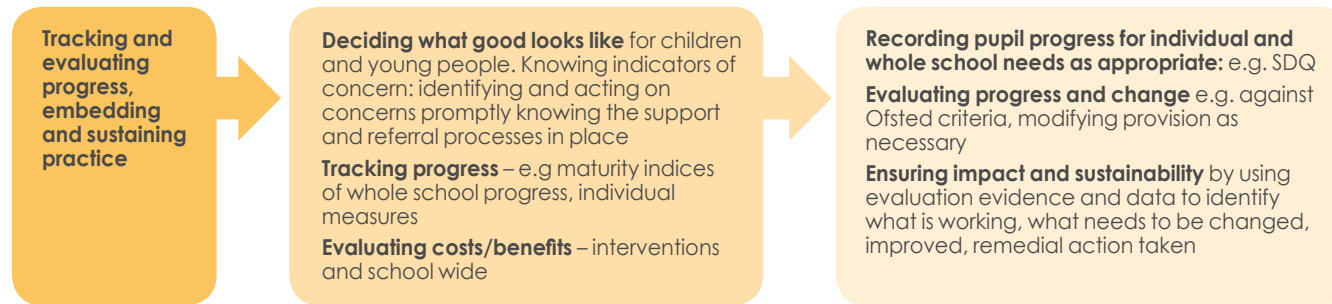 Tracking and
evaluating
progress,
embedding
and sustaining
practice
Deciding what good looks like for children
and young people. Knowing indicators of
concern: identifying and acting on
concerns promptly knowing the support
and referral processes in place
Tracking progress – e.g maturity indices
of whole school progress, individual
measures
Evaluating costs/benefits – interventions
and school wide
Recording pupil progress for individual and
whole school needs as appropriate: e.g. SDQ
Evaluating progress and change e.g. against
Ofsted criteria, modifying provision as
necessary
Ensuring impact and sustainability by using
evaluation evidence and data to identify
what is working, what needs to be changed,
improved, remedial action taken